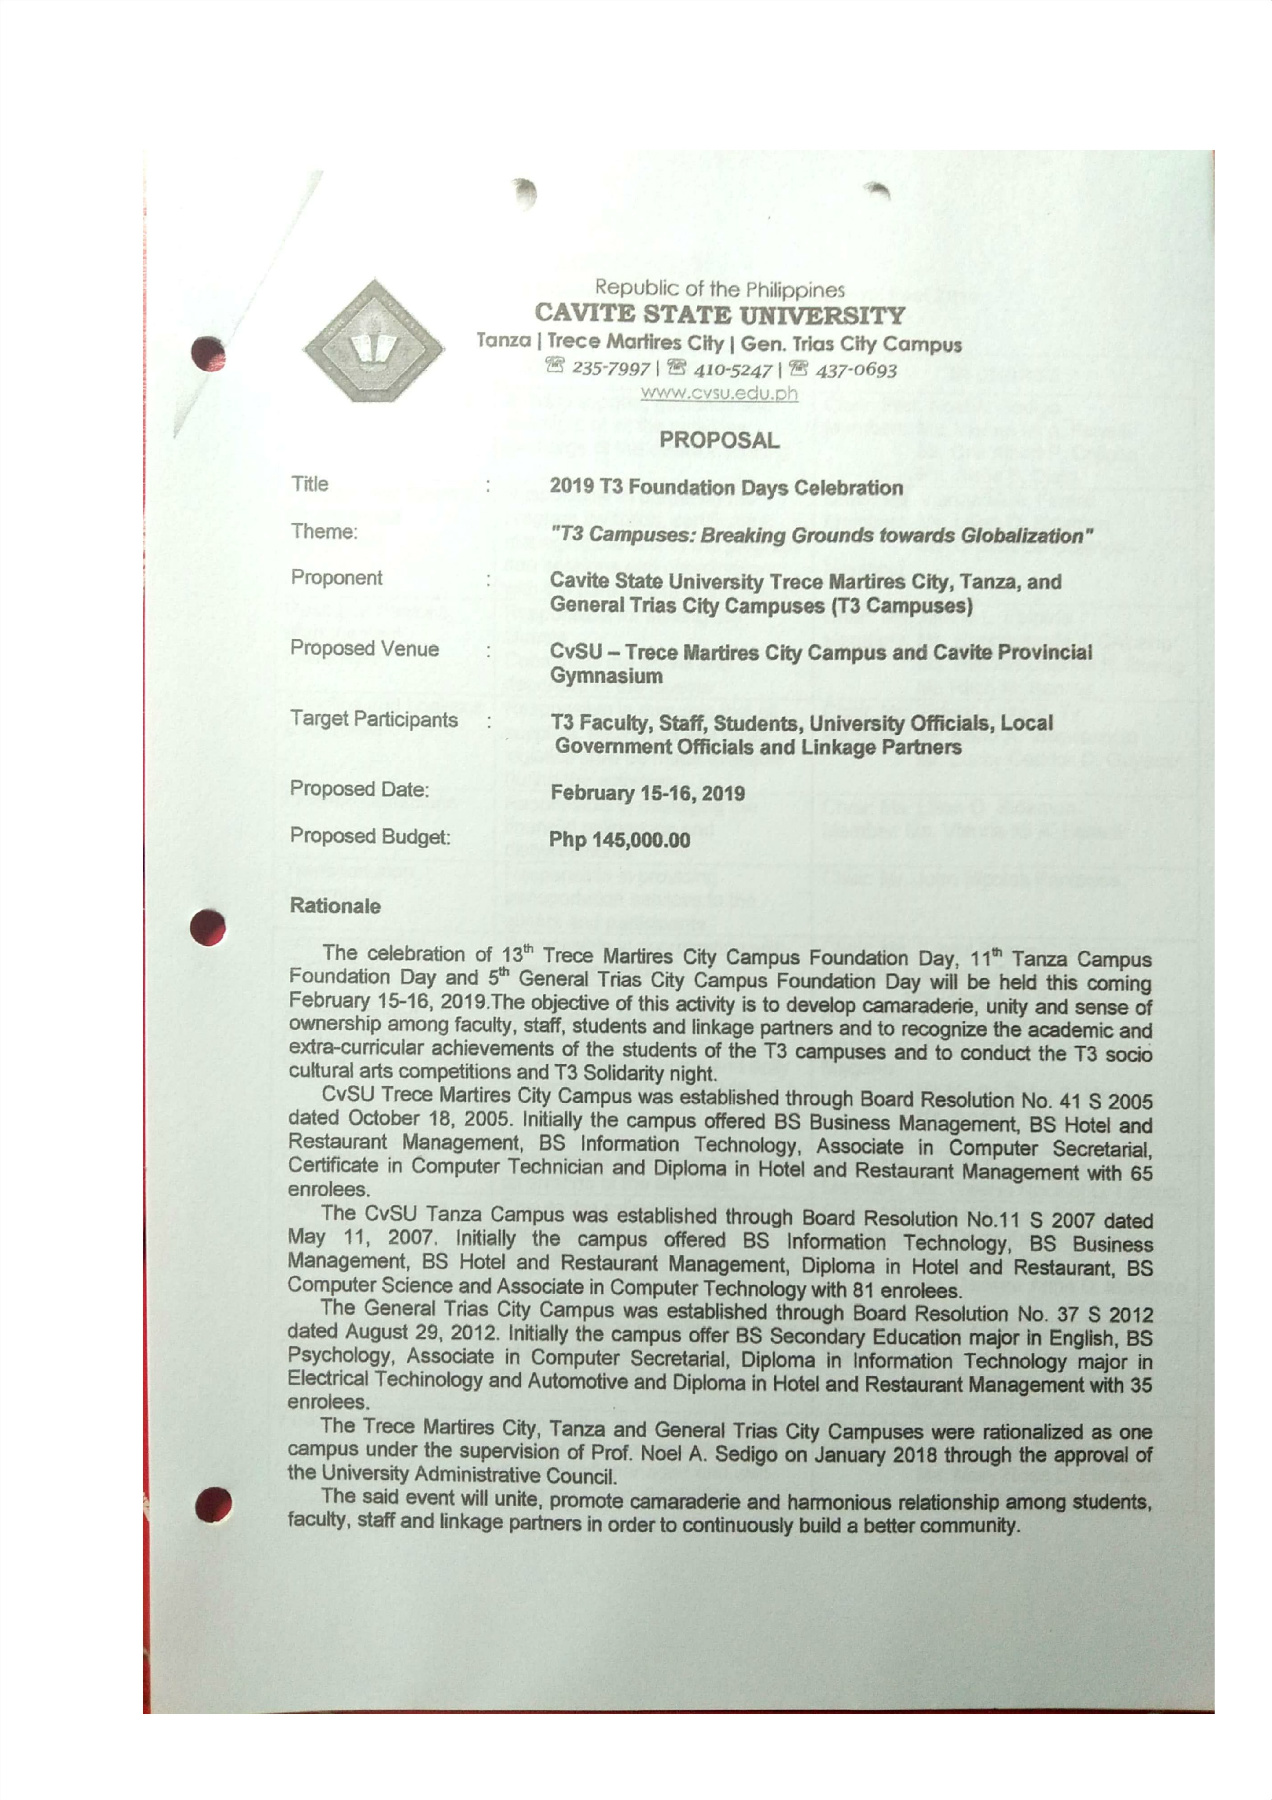 Republic of the Philippines
CAVITE STATE UNIVERSITY
Tanza | Trece Martires City | Gen. Trias City Campus
☏ 235-7997 | ☏ 410-5247 | ☏ 437-0693
www.cvsu.edu.ph
PROPOSAL
Title : 2019 T3 Foundation Days Celebration
Theme: "T3 Campuses: Breaking Grounds towards Globalization"
Proponent : Cavite State University Trece Martires City, Tanza, and
General Trias City Campuses (T3 Campuses)
Proposed Venue : CvSU – Trece Martires City Campus and Cavite Provincial
Gymnasium
Target Participants : T3 Faculty, Staff, Students, University Officials, Local
Government Officials and Linkage Partners
Proposed Date: February 15-16, 2019
Proposed Budget: Php 145,000.00
Rationale
The celebration of 13th Trece Martires City Campus Foundation Day, 11th Tanza Campus
Foundation Day and 5th General Trias City Campus Foundation Day will be held this coming
February 15-16, 2019.The objective of this activity is to develop camaraderie, unity and sense of
ownership among faculty, staff, students and linkage partners and to recognize the academic and
extra-curricular achievements of the students of the T3 campuses and to conduct the T3 socio
cultural arts competitions and T3 Solidarity night.
CvSU Trece Martires City Campus was established through Board Resolution No. 41 S 2005
dated October 18, 2005. Initially the campus offered BS Business Management, BS Hotel and
Restaurant Management, BS Information Technology, Associate in Computer Secretarial,
Certificate in Computer Technician and Diploma in Hotel and Restaurant Management with 65
enrolees.
The CvSU Tanza Campus was established through Board Resolution No.11 S 2007 dated
May 11, 2007. Initially the campus offered BS Information Technology, BS Business
Management, BS Hotel and Restaurant Management, Diploma in Hotel and Restaurant, BS
Computer Science and Associate in Computer Technology with 81 enrolees.
The General Trias City Campus was established through Board Resolution No. 37 S 2012
dated August 29, 2012. Initially the campus offer BS Secondary Education major in English, BS
Psychology, Associate in Computer Secretarial, Diploma in Information Technology major in
Electrical Techinology and Automotive and Diploma in Hotel and Restaurant Management with 35
enrolees.
The Trece Martires City, Tanza and General Trias City Campuses were rationalized as one
campus under the supervision of Prof. Noel A. Sedigo on January 2018 through the approval of
the University Administrative Council.
The said event will unite, promote camaraderie and harmonious relationship among students,
faculty, staff and linkage partners in order to continuously build a better community.